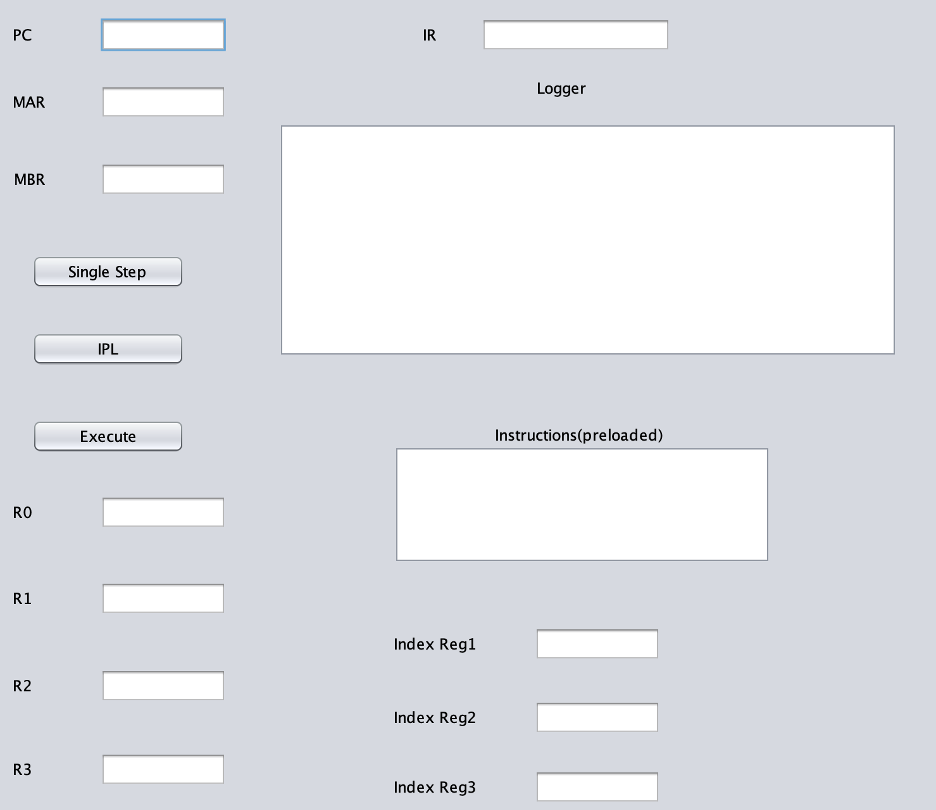 PC
IR
Logger
MAR
MBR
Single Step
IPL
Execute
Instructions(preloaded)
R0
R1
Index Reg1
R2
Index Reg2
R3
Index Reg3